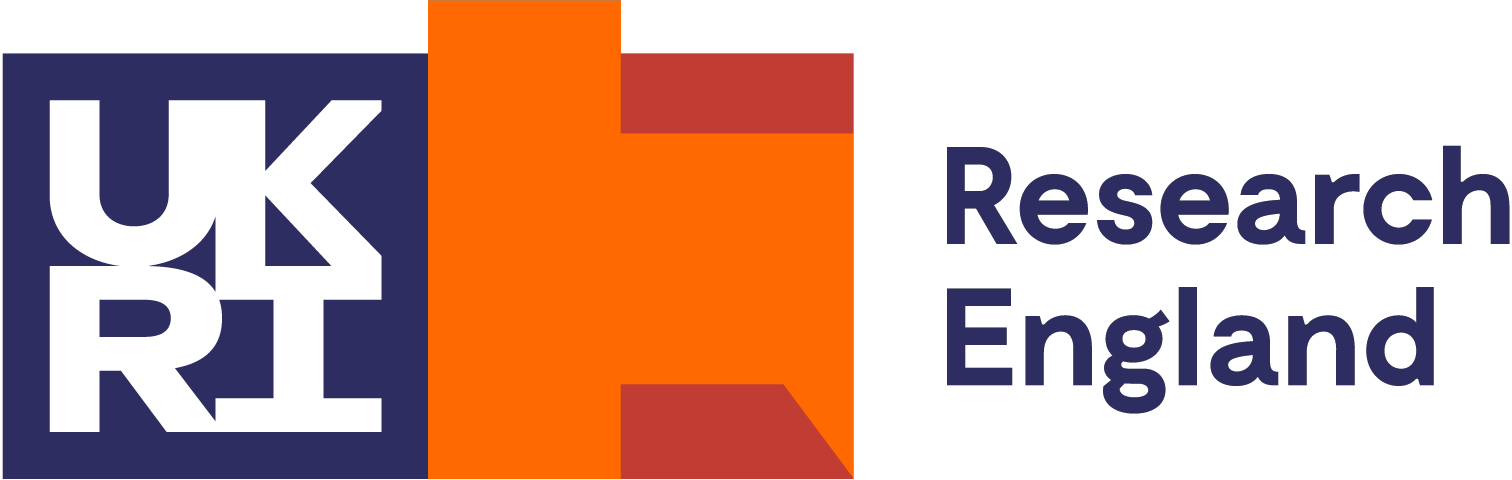 UK
RI
Research
England